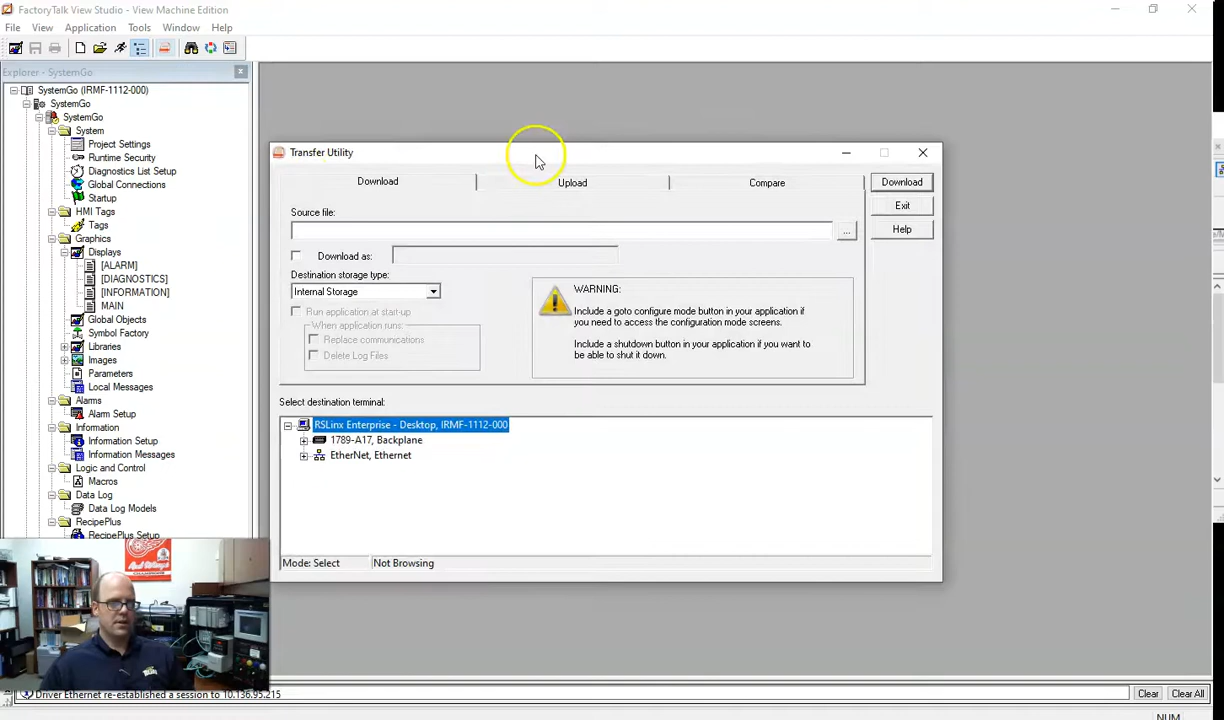 FactoryTalk View Studio - View Machine Edition
File View Application Tools Window Help
Explorer - SystemGo
SystemGo (IRMF-1112-000)
SystemGo
SystemGo
System
Project Settings
Runtime Security
Diagnostics List Setup
Global Connections
Startup
HMI Tags
Tags
Graphics
Displays
[ALARM]
[DIAGNOSTICS]
[INFORMATION]
MAIN
Global Objects
Symbol Factory
Libraries
Images
Parameters
Local Messages
Alarms
Alarm Setup
Information
Information Setup
Information Messages
Logic and Control
Macros
Data Log
Data Log Models
RecipePlus
RecipePlus Setup
Transfer Utility
Download Upload Compare
Download
Exit
Help
Source file:
...
Download as:
Destination storage type:
Internal Storage
Run application at start-up
When application runs:
Replace communications
Delete Log Files
WARNING:
Include a goto configure mode button in your application if
you need to access the configuration mode screens.
Include a shutdown button in your application if you want to
be able to shut it down.
Select destination terminal:
RSLinx Enterprise - Desktop, IRMF-1112-000
1789-A17, Backplane
EtherNet, Ethernet
Mode: Select Not Browsing
Driver Ethernet re-established a session to 10.136.95.215
Clear Clear All
NUM